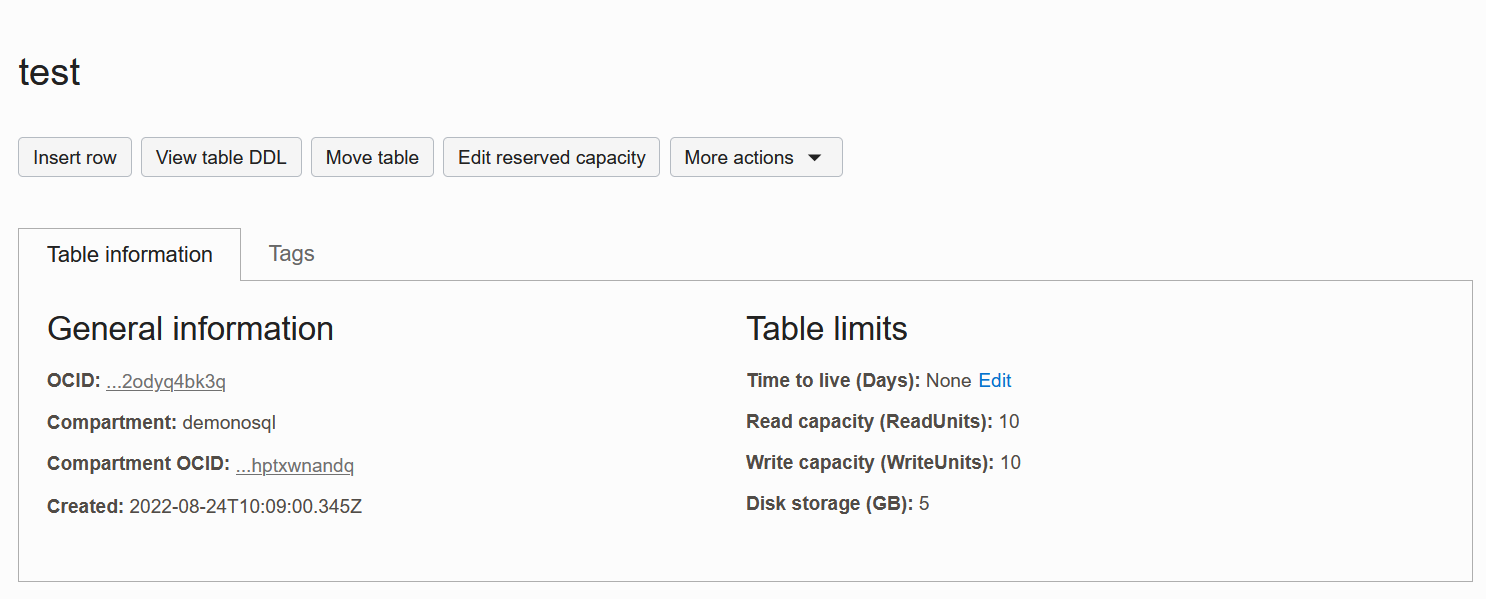 test
Insert row View table DDL Move table Edit reserved capacity More actions
Table information Tags
General information
OCID: ...2odyq4bk3q
Compartment: demonosql
Compartment OCID: ...hptxwnandq
Created: 2022-08-24T10:09:00.345Z
Table limits
Time to live (Days): None Edit
Read capacity (ReadUnits): 10
Write capacity (WriteUnits): 10
Disk storage (GB): 5